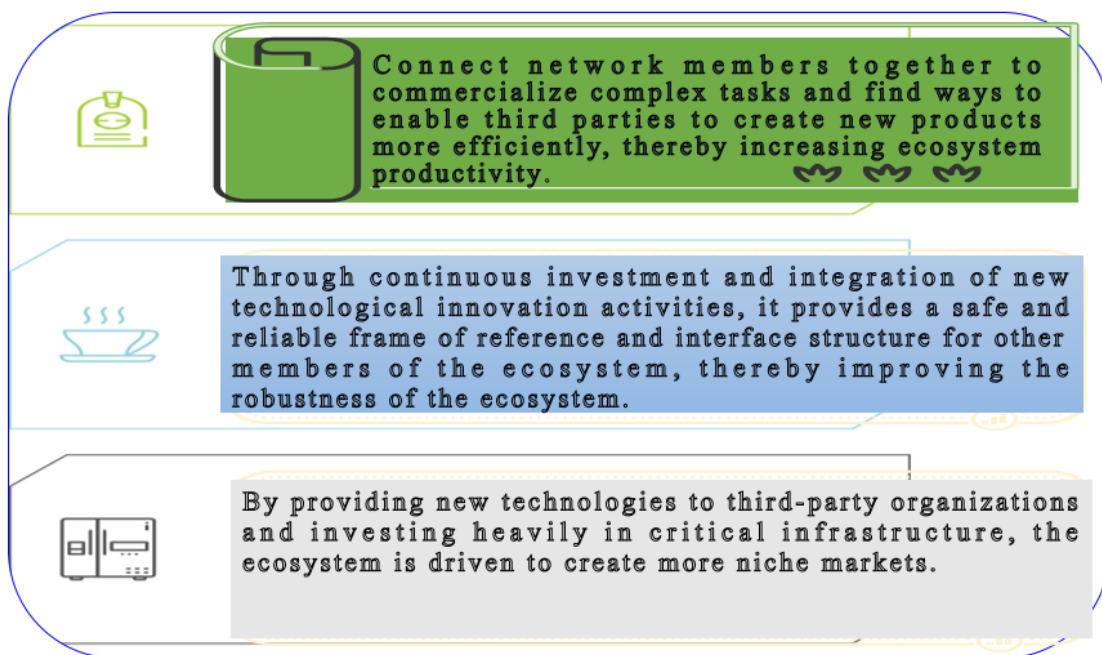 Connect network members together to
commercialize complex tasks and find ways to
enable third parties to create new products
more efficiently, thereby increasing ecosystem
productivity.
Through continuous investment and integration of new
technological innovation activities, it provides a safe and
reliable frame of reference and interface structure for other
members of the ecosystem, thereby improving the
robustness of the ecosystem.
By providing new technologies to third-party organizations
and investing heavily in critical infrastructure, the
ecosystem is driven to create more niche markets.